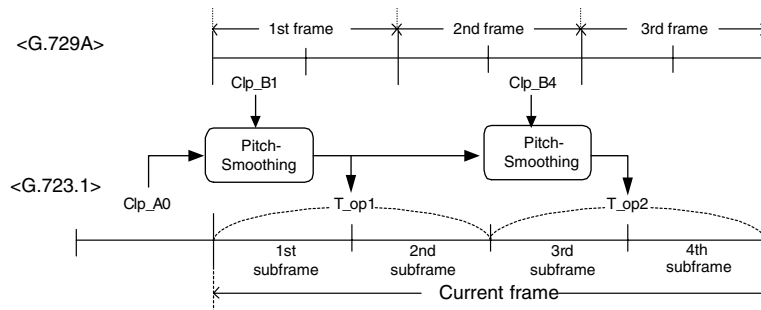 1st frame
2nd frame
3rd frame
<G.729A>
Clp_B1
Clp_B4
Pitch-
Smoothing
Pitch-
Smoothing
<G.723.1>
Clp_A0
T_op1
T_op2
1st
subframe
2nd
subframe
3rd
subframe
4th
subframe
Current frame